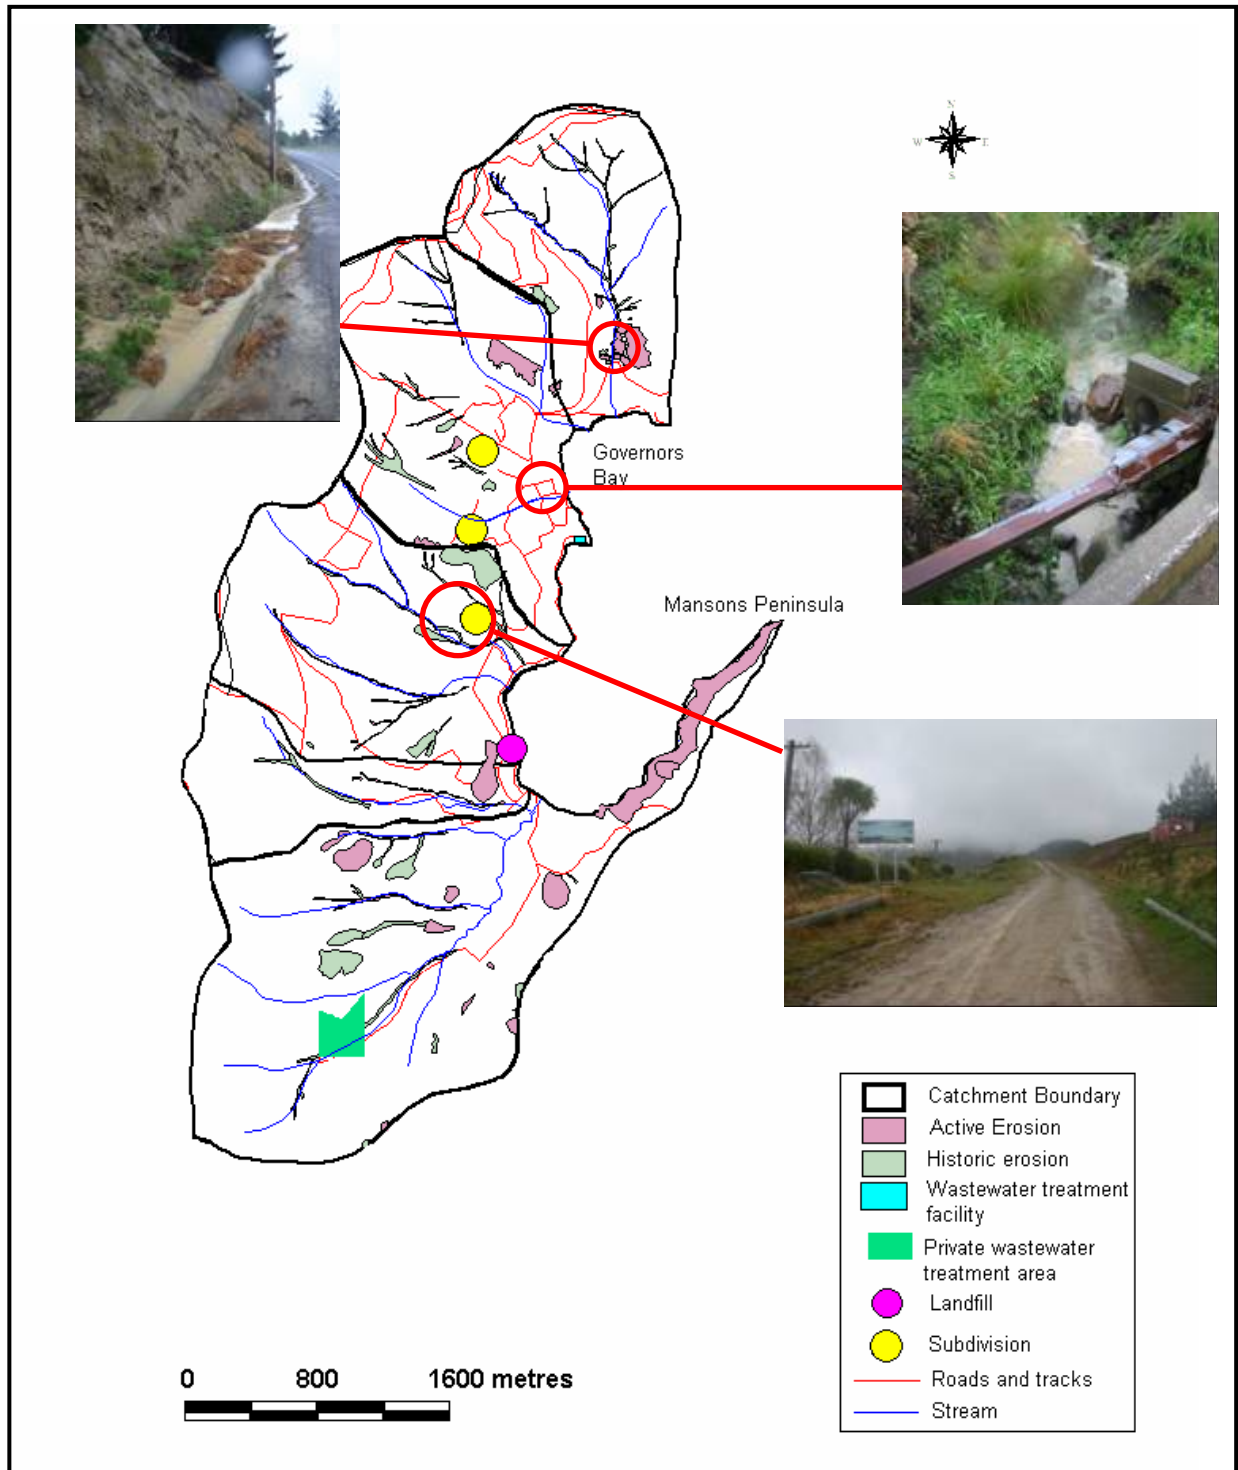 N
W E
S
Governors
Bay
Mansons Peninsula
Catchment Boundary
Active Erosion
Historic erosion
Wastewater treatment
facility
Private wastewater
treatment area
Landfill
Subdivision
Roads and tracks
Stream
0 800 1600 metres